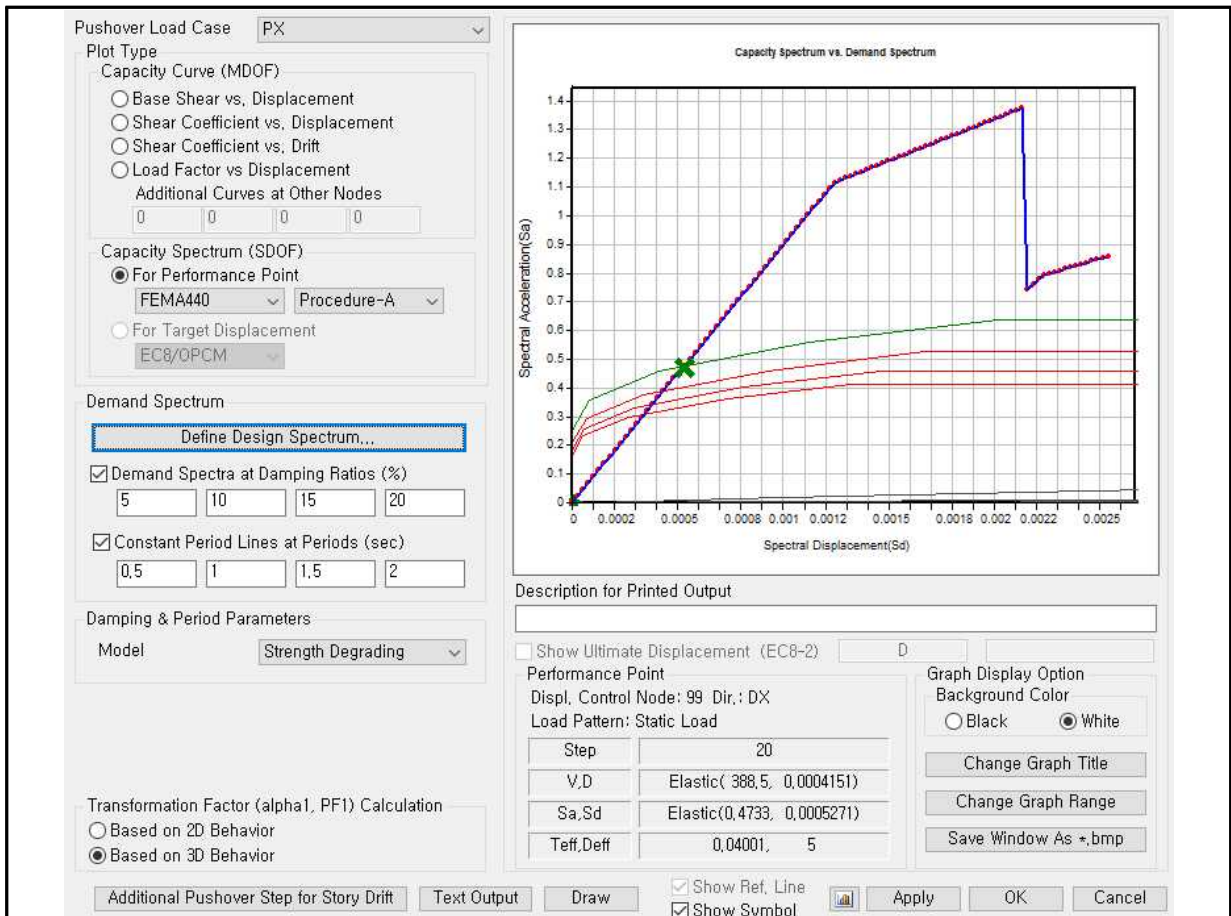 Pushover Load Case PX
Plot Type
Capacity Curve (MDOF)
Base Shear vs, Displacement
Shear Coefficient vs, Displacement
Shear Coefficient vs, Drift
Load Factor vs Displacement
Additional Curves at Other Nodes
0 0 0 0
Capacity Spectrum (SDOF)
For Performance Point
FEMA440 Procedure-A
For Target Displacement
EC8/OPCM
Demand Spectrum
Define Design Spectrum,,,
Demand Spectra at Damping Ratios (%)
5 10 15 20
Constant Period Lines at Periods (sec)
0,5 1 1,5 2
Damping & Period Parameters
Model Strength Degrading
Transformation Factor (alpha1, PF1) Calculation
Based on 2D Behavior
Based on 3D Behavior
Capacity Spectrum vs. Demand Spectrum
Spectral Acceleration(Sa)
1.4
1.3
1.2
1.1
1
0.9
0.8
0.7
0.6
0.5
0.4
0.3
0.2
0.1
0
0 0.0002 0.0005 0.0008 0.001 0.0012 0.0015 0.0018 0.002 0.0022 0.0025
Spectral Displacement(Sd)
Description for Printed Output
Show Ultimate Displacement (EC8-2) D
Performance Point
Displ, Control Node: 99 Dir,: DX
Load Pattern: Static Load
Step 20
V,D Elastic( 388,5, 0,0004151)
Sa,Sd Elastic(0,4733, 0,0005271)
Teff,Deff 0,04001, 5
Graph Display Option
Background Color
Black White
Change Graph Title
Change Graph Range
Save Window As *,bmp
Additional Pushover Step for Story Drift Text Output Draw
Show Ref, Line
Show Symbol
Apply OK Cancel